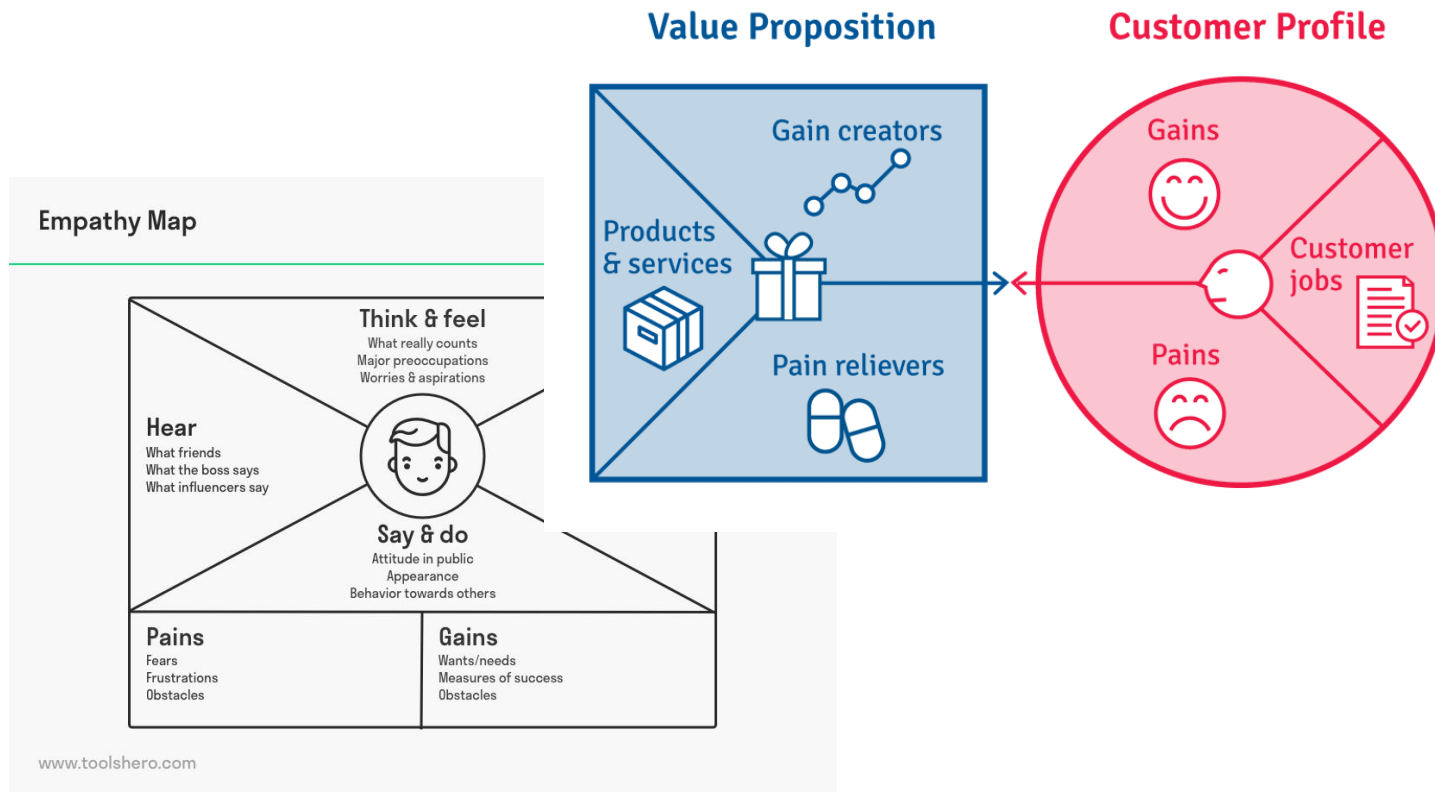 Value Proposition
Customer Profile
Gain creators
Products
& services
Pain relievers
Gains
Customer
jobs
Pains
Empathy Map
Think & feel
What really counts
Major preoccupations
Worries & aspirations
Hear
What friends
What the boss says
What influencers say
Say & do
Attitude in public
Appearance
Behavior towards others
Pains
Fears
Frustrations
Obstacles
Gains
Wants/needs
Measures of success
Obstacles
www.toolshero.com